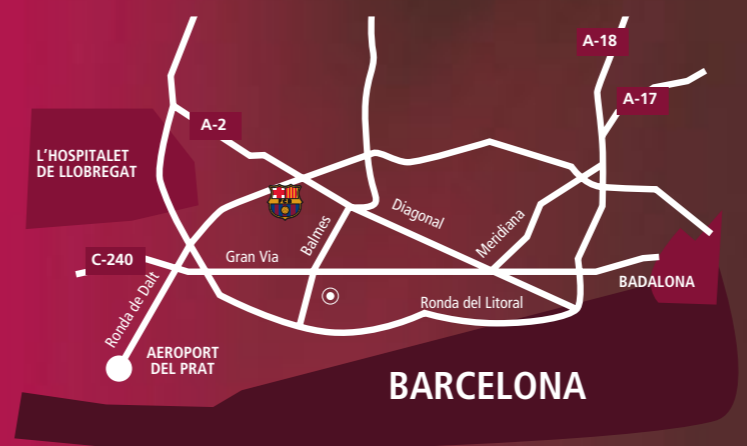 A-18
A-17
A-2
L'HOSPITALET
DE LLOBREGAT
Diagonal
Balmes
Meridiana
Gran Via
C-240
BADALONA
Ronda de Dalt
Ronda del Litoral
AEROPORT
DEL PRAT
BARCELONA